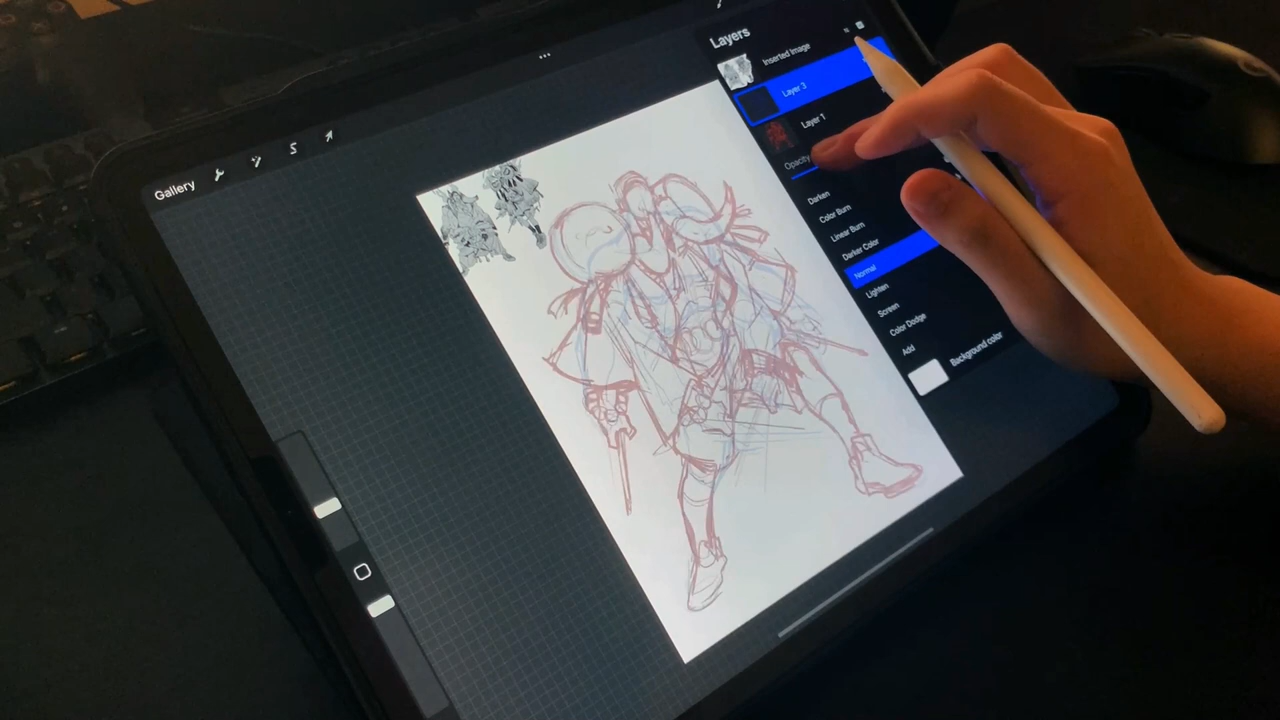 Gallery
S
Layers
Inserted Image
N
Layer 3
Layer 1
Opacity
Darken
Color Burn
Linear Burn
Darker Color
Normal
Lighten
Screen
Color Dodge
Add
Background color